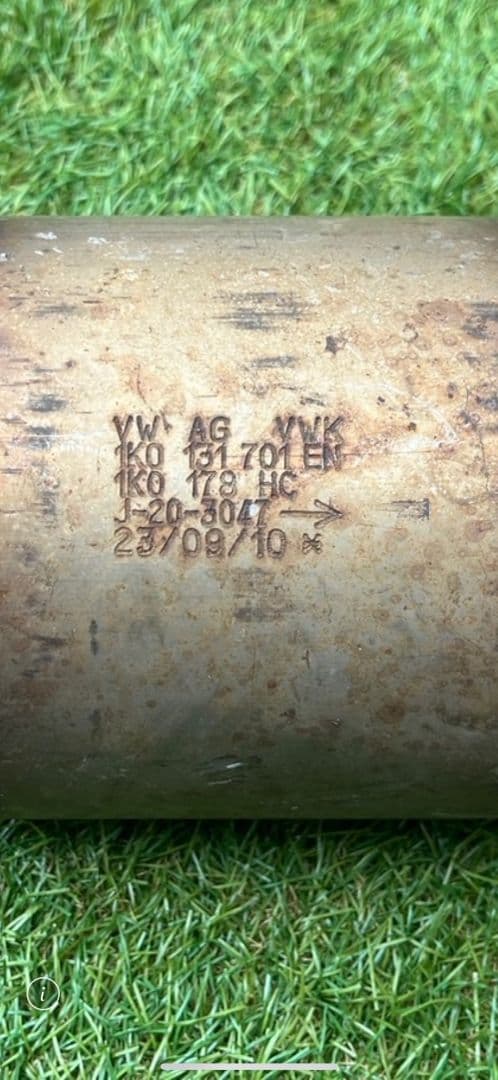 VW AG VWK
1K0 131 701 EN
1K0 178 HC
J-20-3047 →
23/09/10 *